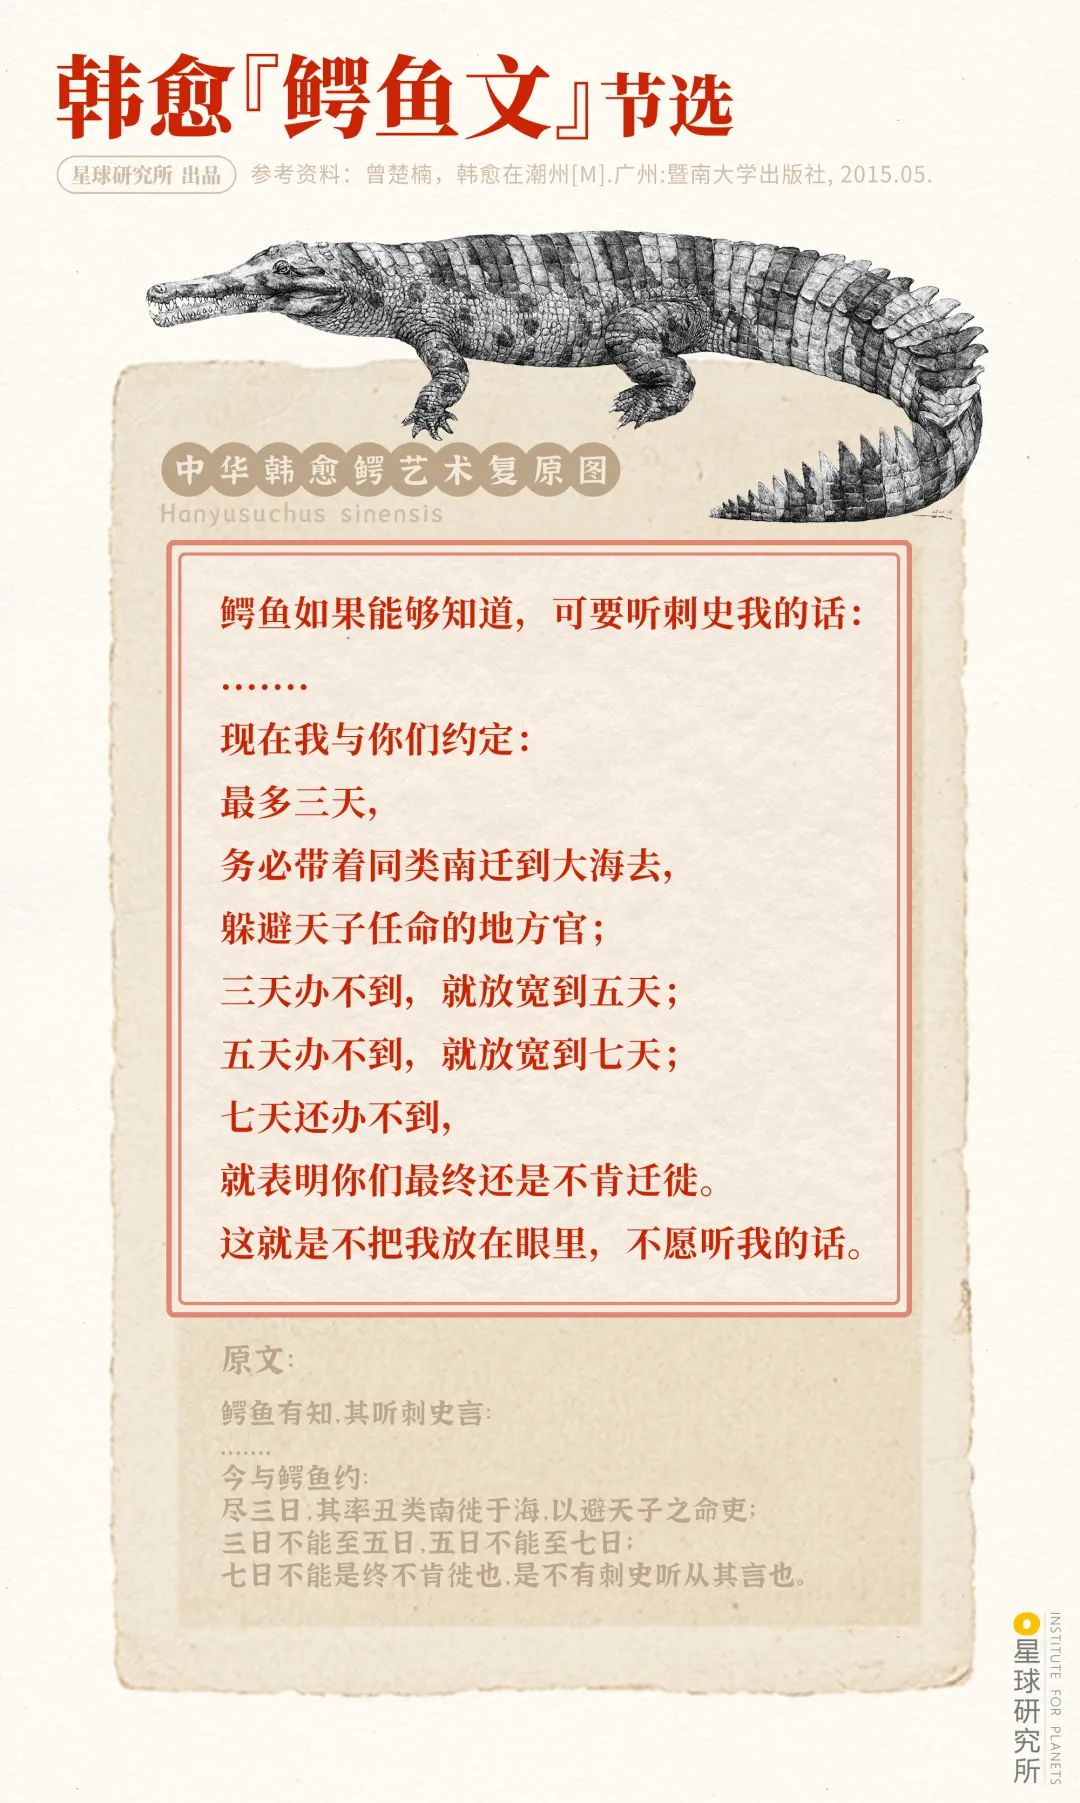 韩愈『鳄鱼文』节选
星球研究所 出品 参考资料：曾楚楠，韩愈在潮州[M].广州:暨南大学出版社, 2015.05.
中华韩愈鳄艺术复原图
Hanyusuchus sinensis
鳄鱼如果能够知道，可要听刺史我的话：
.......
现在我与你们约定：
最多三天，
务必带着同类南迁到大海去，
躲避天子任命的地方官；
三天办不到，就放宽到五天；
五天办不到，就放宽到七天；
七天还办不到，
就表明你们最终还是不肯迁徙。
这就是不把我放在眼里，不愿听我的话。
原文：
鳄鱼有知,其听刺史言:
.......
今与鳄鱼约:
尽三日,其率丑类南徙于海,以避天子之命吏;
三日不能至五日,五日不能至七日;
七日不能是终不肯徙也,是不有刺史听从其言也。
星球研究所
INSTITUTE FOR PLANETS